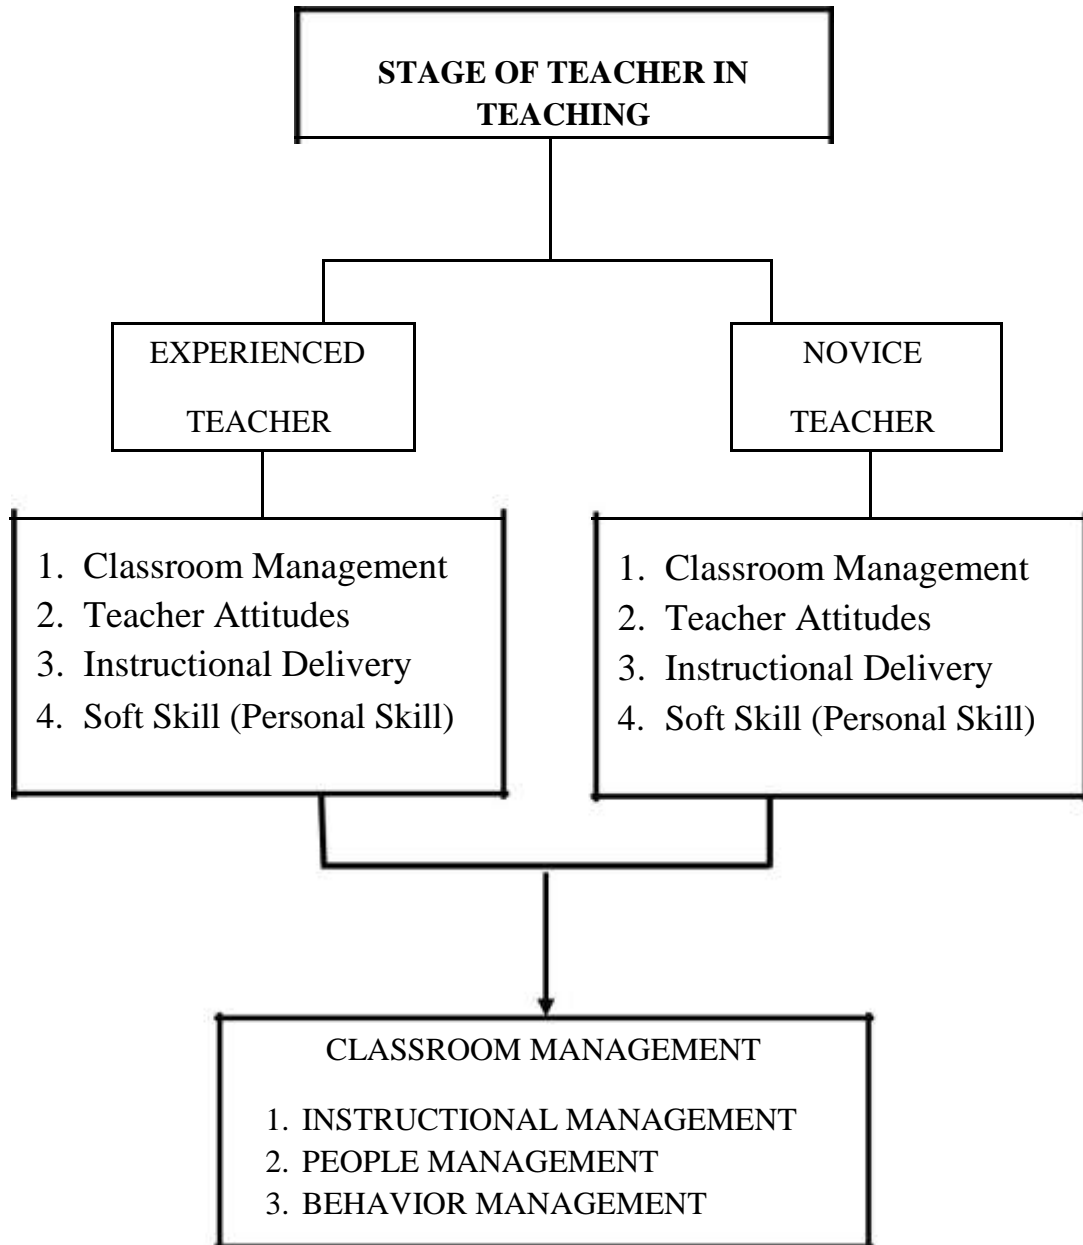 STAGE OF TEACHER IN
TEACHING
EXPERIENCED
TEACHER
NOVICE
TEACHER
1. Classroom Management
2. Teacher Attitudes
3. Instructional Delivery
4. Soft Skill (Personal Skill)
1. Classroom Management
2. Teacher Attitudes
3. Instructional Delivery
4. Soft Skill (Personal Skill)
CLASSROOM MANAGEMENT
1. INSTRUCTIONAL MANAGEMENT
2. PEOPLE MANAGEMENT
3. BEHAVIOR MANAGEMENT